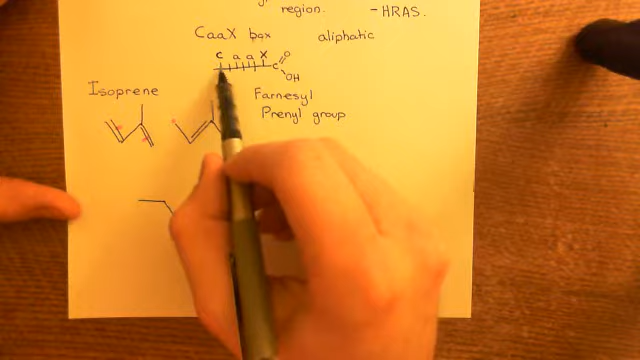 region. - HRAS.
CaaX box aliphatic
C a a X C O
OH
Isoprene Farnesyl
Prenyl group